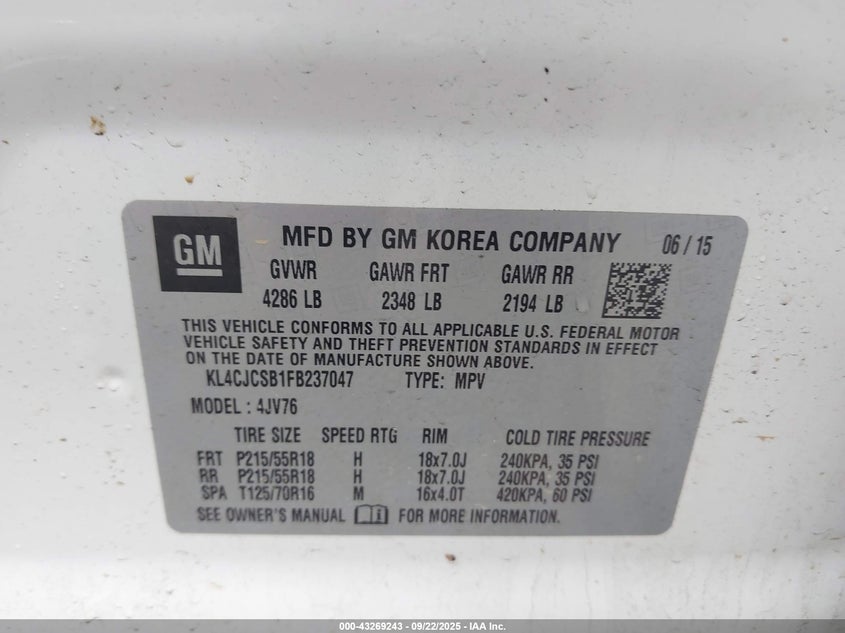 GM
MFD BY GM KOREA COMPANY 06 / 15
GVWR GAWR FRT GAWR RR
4286 LB 2348 LB 2194 LB
THIS VEHICLE CONFORMS TO ALL APPLICABLE U.S. FEDERAL MOTOR
VEHICLE SAFETY AND THEFT PREVENTION STANDARDS IN EFFECT
ON THE DATE OF MANUFACTURE SHOWN ABOVE.
KL4CJCSB1FB237047 TYPE: MPV
MODEL : 4JV76
TIRE SIZE SPEED RTG RIM COLD TIRE PRESSURE
FRT P215/55R18 H 18x7.0J 240KPA, 35 PSI
RR P215/55R18 H 18x7.0J 240KPA, 35 PSI
SPA T125/70R16 M 16x4.0T 420KPA, 60 PSI
SEE OWNER'S MANUAL FOR MORE INFORMATION.
000-43269243 - 09/22/2025 - IAA Inc.